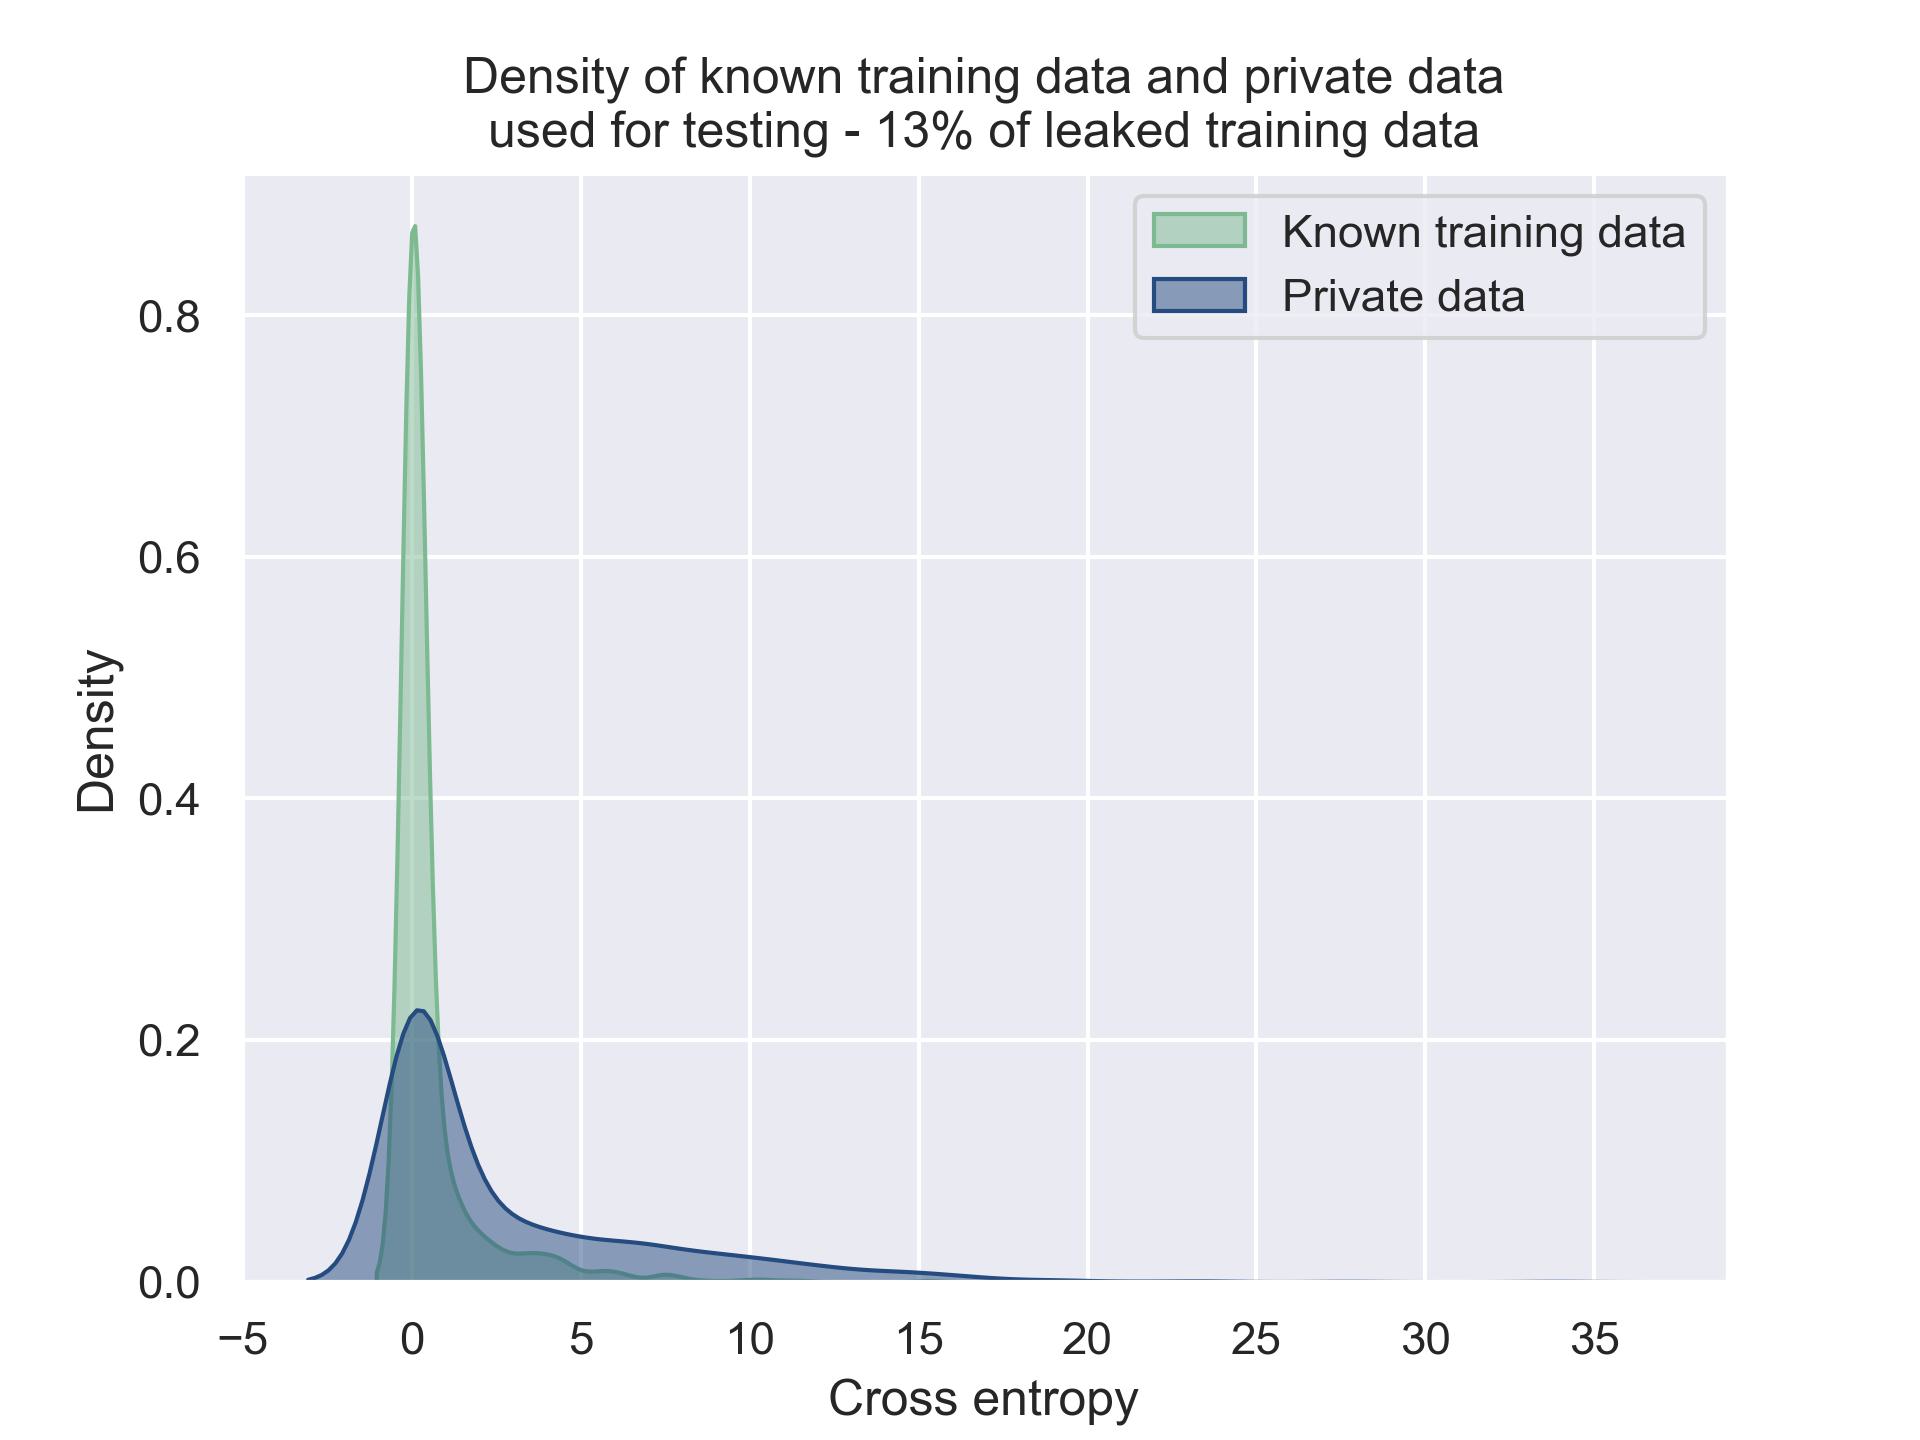 Density of known training data and private data
used for testing - 13% of leaked training data
Known training data
Private data
Density
0.8
0.6
0.4
0.2
0.0
−5 0 5 10 15 20 25 30 35
Cross entropy